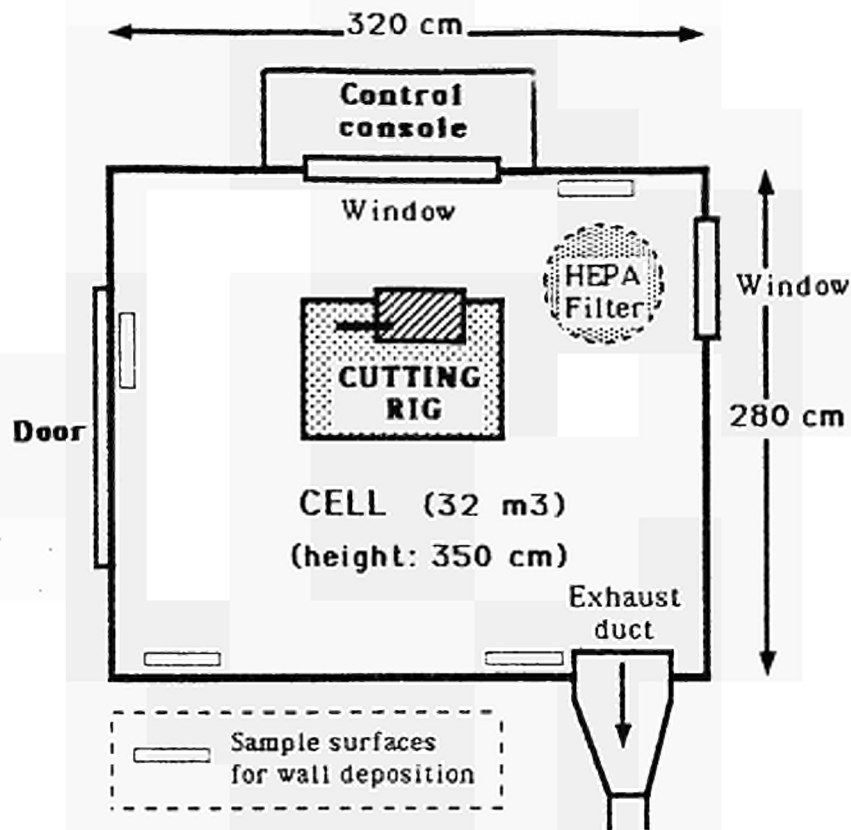 320 cm
Control
console
Window
HEPA
Filter
Window
CUTTING
RIG
280 cm
Door
CELL (32 m3)
(height: 350 cm)
Exhaust
duct
Sample surfaces
for wall deposition